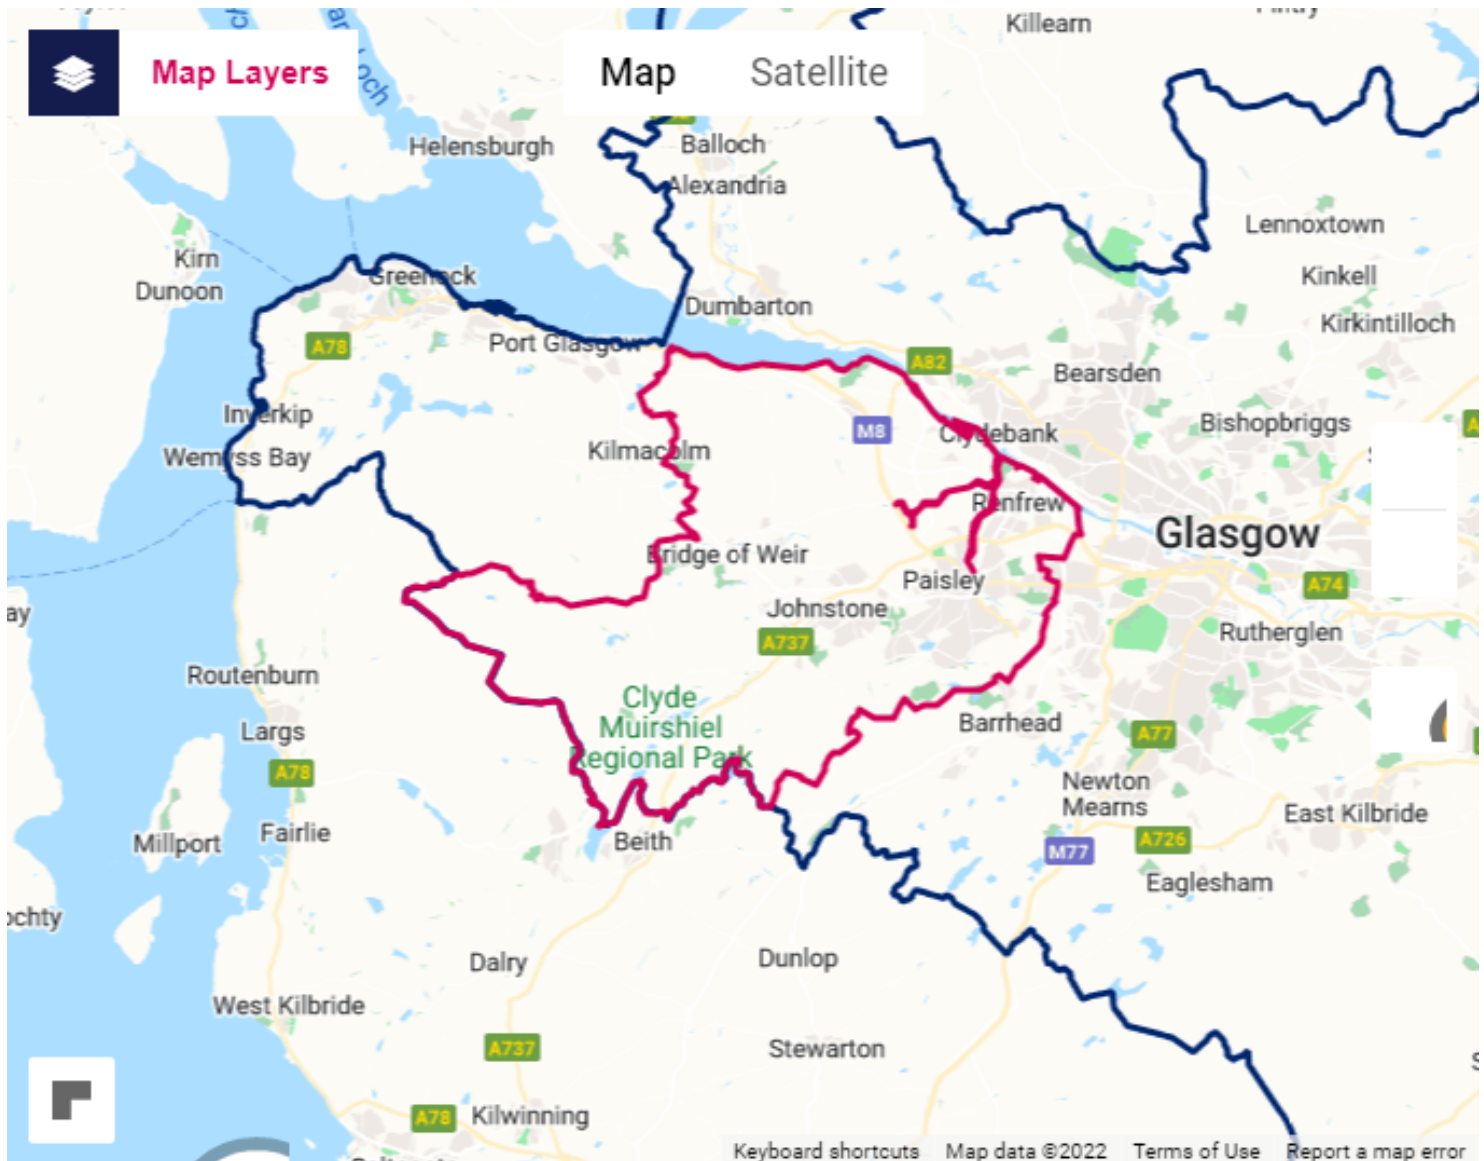 Killearn
Map Layers
Map
Satellite
Helensburgh
Balloch
Alexandria
Lennoxtown
Kirn
Dunoon
Greenock
Kinkell
Dumbarton
Kirkintilloch
A78
Port Glasgow
A82
Bearsden
Inverkip
Bishopbriggs
M8
Clydebank
Wemyss Bay
Kilmacolm
Renfrew
Glasgow
Bridge of Weir
Paisley
A74
Johnstone
A737
Rutherglen
Routenburn
Clyde
Muirshiel
Regional Park
Largs
Barrhead
A77
A78
Newton
Mearns
East Kilbride
Millport
Fairlie
Beith
A726
M77
Eaglesham
Dalry
Dunlop
West Kilbride
A737
Stewarton
A78
Kilwinning
Keyboard shortcuts
Map data ©2022
Terms of Use
Report a map error